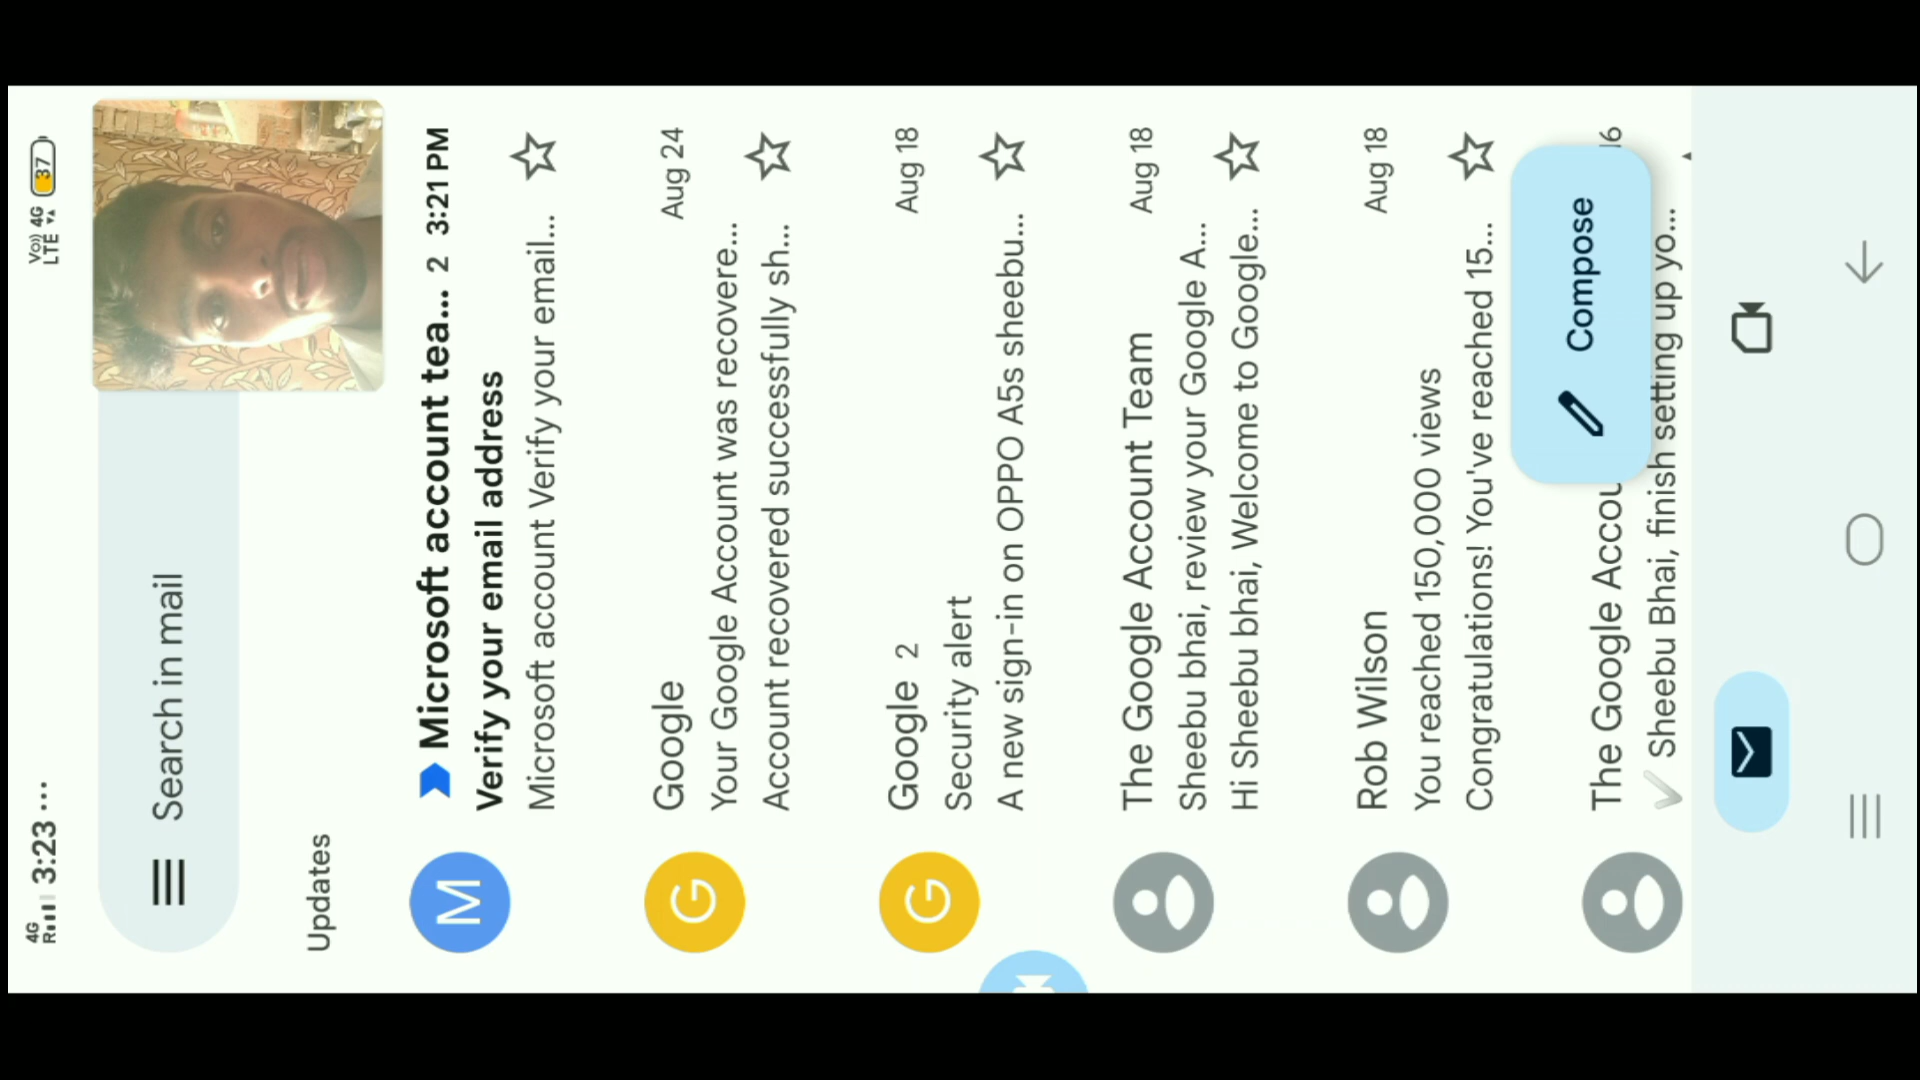 4G
R
3:23 ...
Vo)) 4G
LTE
37
Search in mail
Updates
M
Microsoft account tea... 2 3:21 PM
Verify your email address
Microsoft account Verify your email...
G
Google Aug 24
Your Google Account was recovere...
Account recovered successfully sh...
G
Google 2 Aug 18
Security alert
A new sign-in on OPPO A5s sheebu...
The Google Account Team Aug 18
Sheebu bhai, review your Google A...
Hi Sheebu bhai, Welcome to Google...
Rob Wilson Aug 18
You reached 150,000 views
Congratulations! You've reached 15...
The Google Accou 16
Sheebu Bhai, finish setting up yo...
Compose